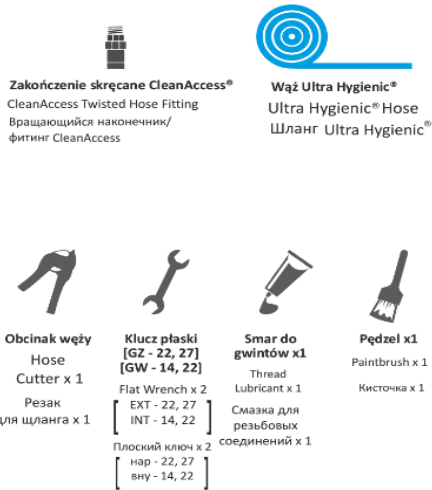 Zakończenie skręcane CleanAccess®
CleanAccess Twisted Hose Fitting
Вращающийся наконечник/
фитинг CleanAccess
Wąż Ultra Hygienic®
Ultra Hygienic® Hose
Шланг Ultra Hygienic®
Obcinak węży
Hose
Cutter x 1
Резак
для щланга x 1
Klucz płaski
[GZ - 22, 27]
[GW - 14, 22]
Flat Wrench x 2
[ EXT - 22, 27
INT - 14, 22 ]
Плоский ключ x 2
[ нар - 22, 27
вну - 14, 22 ]
Smar do
gwintów x1
Thread
Lubricant x 1
Смазка для
резьбовых
соединений x 1
Pędzel x1
Paintbrush x 1
Кисточка x 1